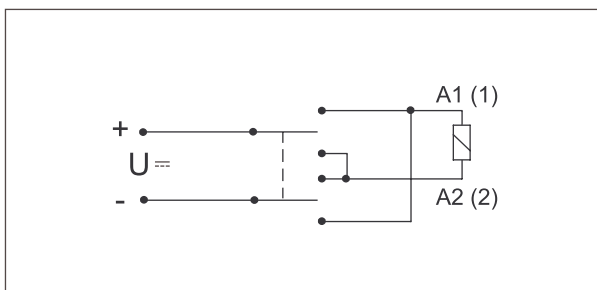 A1 (1)
+
U ⎓
-
A2 (2)